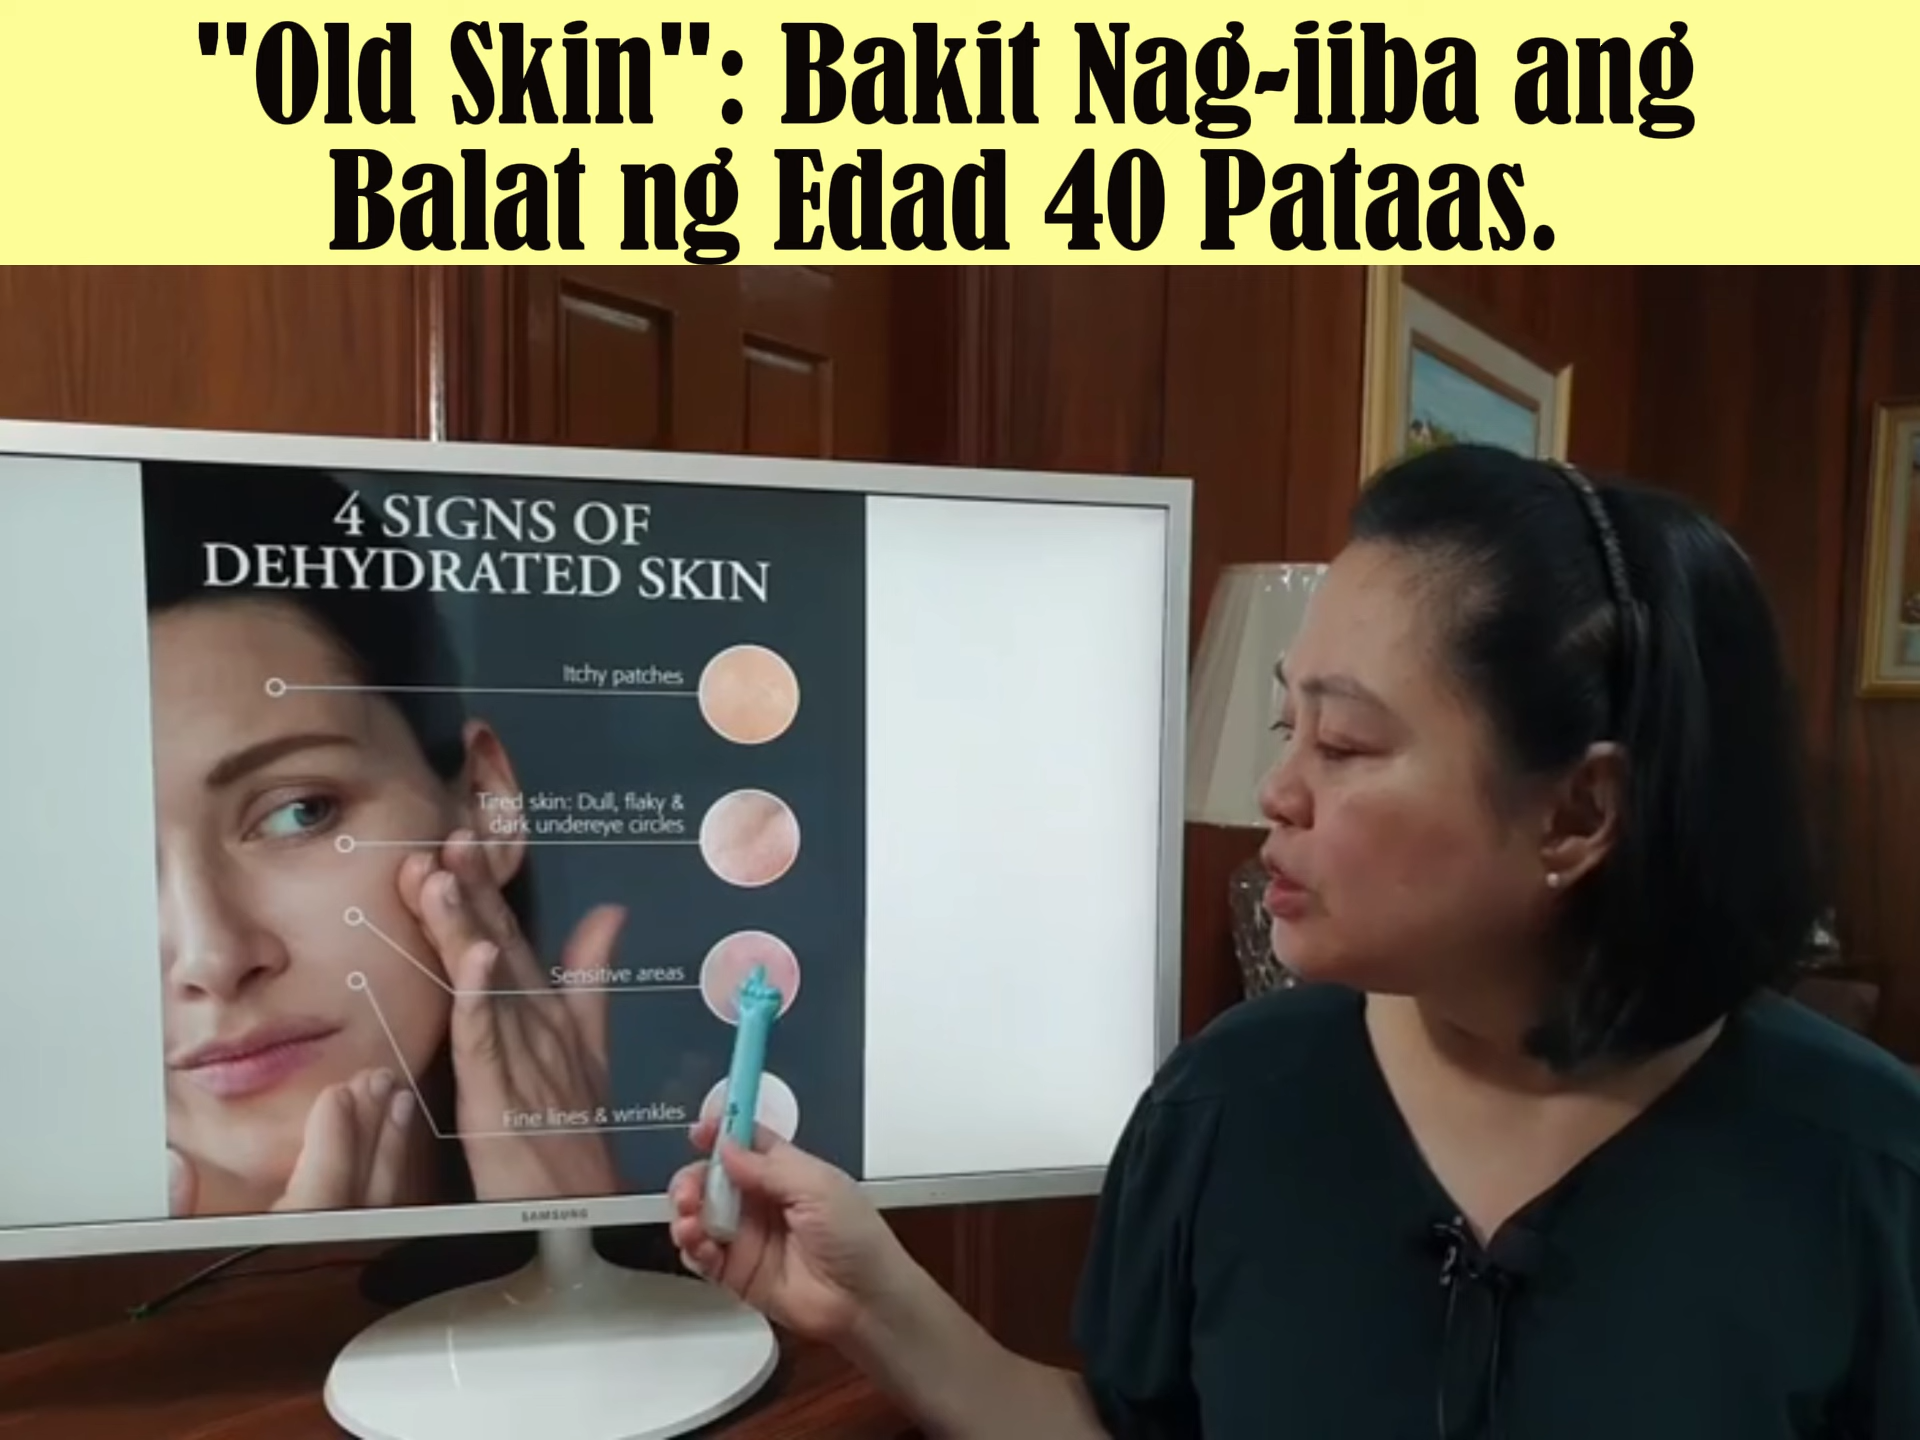 "Old Skin": Bakit Nag-iiba ang
Balat ng Edad 40 Pataas.
4 SIGNS OF
DEHYDRATED SKIN
Itchy patches
Tired skin: Dull, flaky &
dark undereye circles
Sensitive areas
Fine lines & wrinkles
SAMSUNG